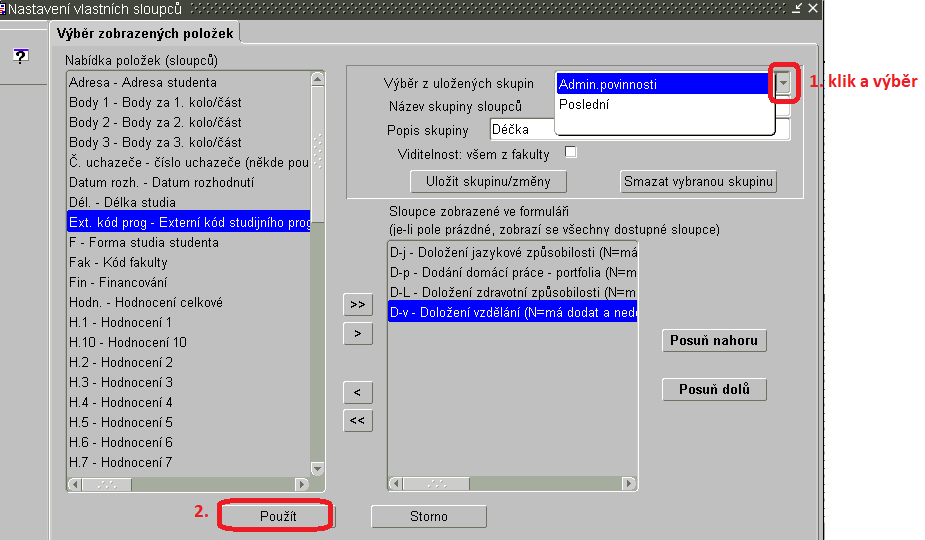 Nastavení vlastních sloupců
Výběr zobrazených položek
Nabídka položek (sloupců)
Adresa - Adresa studenta
Body 1 - Body za 1. kolo/část
Body 2 - Body za 2. kolo/část
Body 3 - Body za 3. kolo/část
Č. uchazeče - číslo uchazeče (někde pou
Datum rozh. - Datum rozhodnutí
Dél. - Délka studia
Ext. kód prog - Externí kód studijního prog
F - Forma studia studenta
Fak - Kód fakulty
Fin - Financování
Hodn. - Hodnocení celkové
H.1 - Hodnocení 1
H.10 - Hodnocení 10
H.2 - Hodnocení 2
H.3 - Hodnocení 3
H.4 - Hodnocení 4
H.5 - Hodnocení 5
H.6 - Hodnocení 6
H.7 - Hodnocení 7
>>
>
<
<<
Výběr z uložených skupin
Admin.povinnosti
Poslední
1. klik a výběr
Název skupiny sloupců
Popis skupiny
Déčka
Viditelnost: všem z fakulty
Uložit skupinu/změny
Smazat vybranou skupinu
Sloupce zobrazené ve formuláři
(je-li pole prázdné, zobrazí se všechny dostupné sloupce)
D-j - Doložení jazykové způsobilosti (N=má
D-p - Dodání domácí práce - portfolia (N=m
D-L - Doložení zdravotní způsobilosti (N=m
D-v - Doložení vzdělání (N=má dodat a nedo
Posuň nahoru
Posuň dolů
2.
Použít
Storno